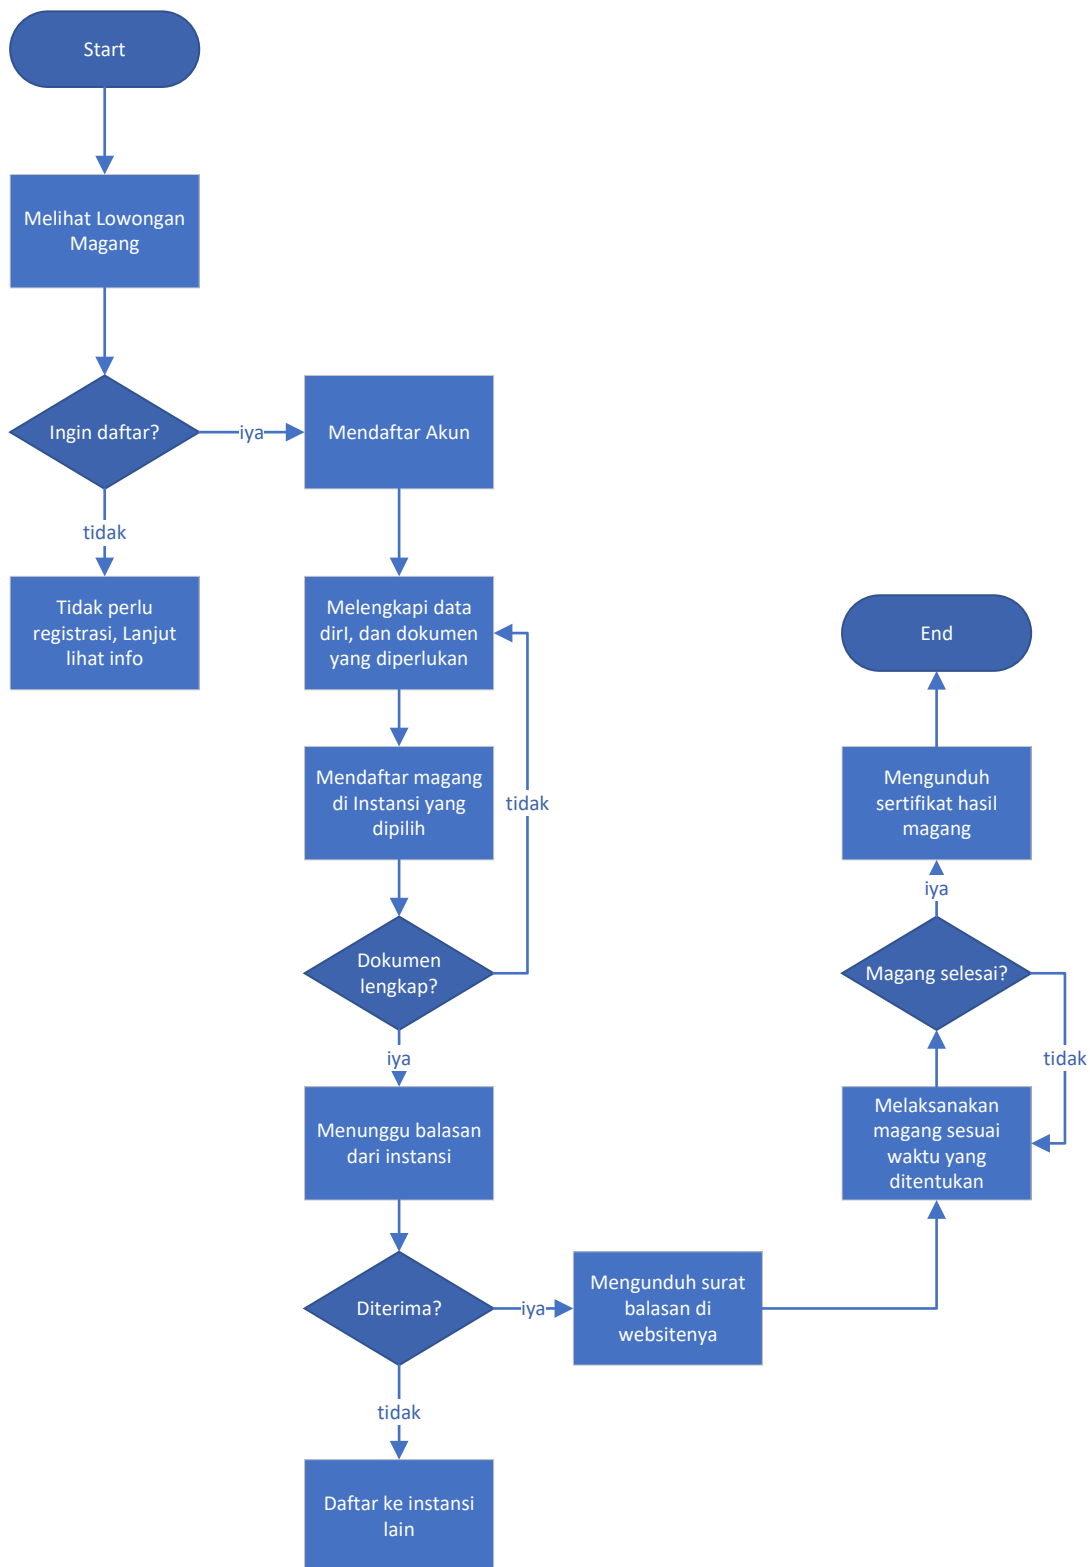 Start
Melihat Lowongan
Magang
Ingin daftar?
iya
Mendaftar Akun
tidak
Tidak perlu
registrasi, Lanjut
lihat info
Melengkapi data
dirI, dan dokumen
yang diperlukan
Mendaftar magang
di Instansi yang
dipilih
tidak
Dokumen
lengkap?
iya
Menunggu balasan
dari instansi
Diterima?
iya
Mengunduh surat
balasan di
websitenya
tidak
Daftar ke instansi
lain
Melaksanakan
magang sesuai
waktu yang
ditentukan
Magang selesai?
tidak
iya
Mengunduh
sertifikat hasil
magang
End